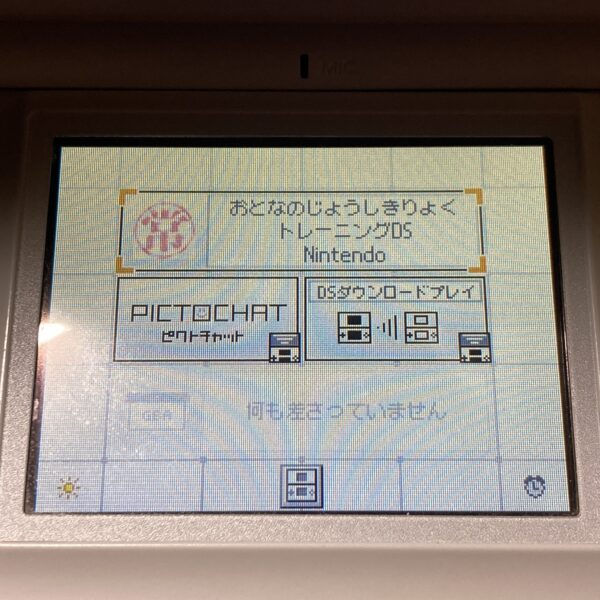 MIC
おとなのじょうしきりょく
トレーニングDS
Nintendo
PICTOCHAT
ピクトチャット
DSダウンロードプレイ
GBA
何も差さっていません